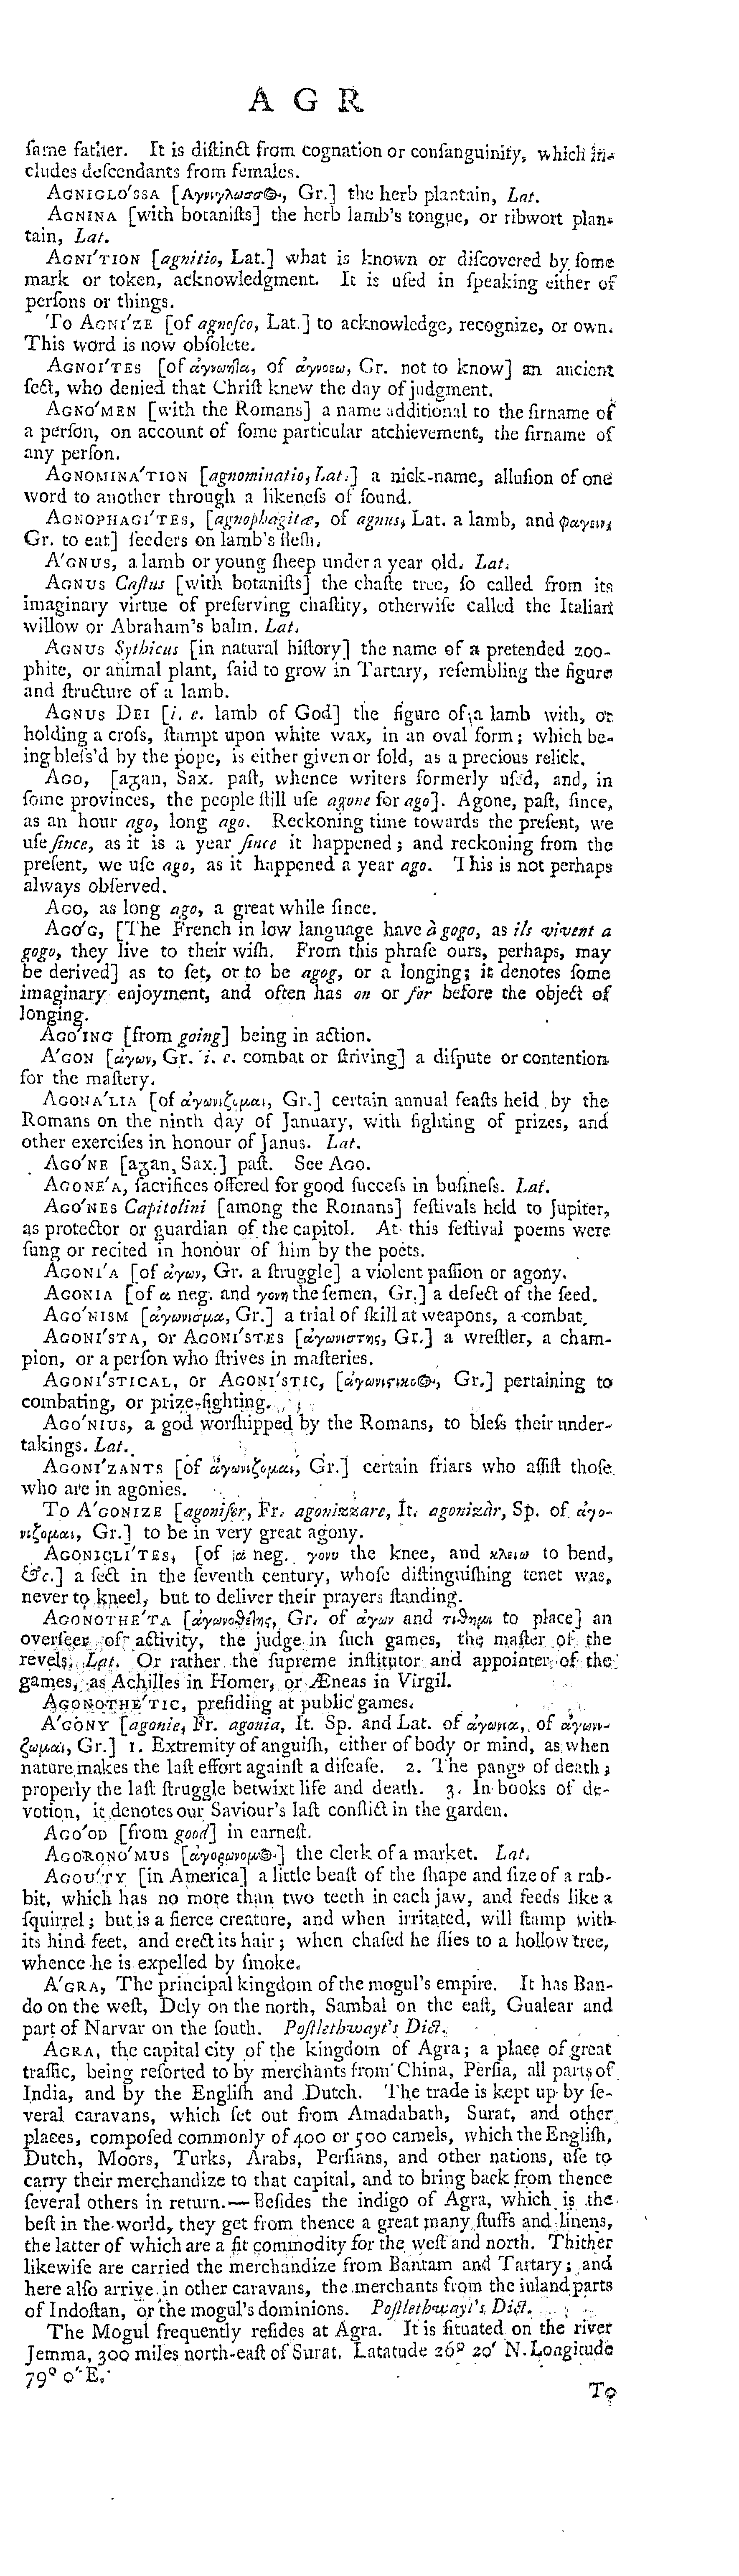 A G R
ſame father. It is diſtinct from cognation or conſanguinity, which in-
cludes deſcendants from females.
AGNIGLO'SSA [Αγνιγλωσσ , Gr.] the herb plantain, Lat.
AGNINA [with botaniſts] the herb lamb's tongue, or ribwort plan-
tain, Lat.
AGNI'TION [agnitio, Lat.] what is known or diſcovered by ſome
mark or token, acknowledgment. It is uſed in ſpeaking either of
perſons or things.
To AGNI'ZE [of agnoſco, Lat.] to acknowledge, recognize, or own.
This word is now obſolete.
AGNOI'TES [of of ἀγνοεω, Gr. not to know] an ancient
ſect, who denied that Chriſt knew the day of judgment.
AGNO'MEN [with the Romans] a name additional to the ſirname of
a perſon, on account of ſome particular atchievement, the ſirname of
any perſon.
AGNOMINA'TION [agnominatio, Lat.] a nick-name, alluſion of one
word to another through a likeneſs of ſound.
AGNOPHAGI'TES, [agnophagitæ, of agnus, Lat. a lamb, and φαγειν,
Gr. to eat] feeders on lamb's fleſh.
A'GNUS, a lamb or young ſheep under a year old. Lat.
AGNUS Caſtus [with botaniſts] the chaſte tree, ſo called from its
imaginary virtue of preſerving chaſtity, otherwiſe called the Italian
willow or Abraham's balm. Lat.
AGNUS Sythicus [in natural hiſtory] the name of a pretended zoo-
phite, or animal plant, ſaid to grow in Tartary, reſembling the figure
and ſtructure of a lamb.
AGNUS DEI [i. e. lamb of God] the figure of a lamb with, or
holding a croſs, ſtampt upon white wax, in an oval form; which be-
ing bleſs'd by the pope, is either given or ſold, as a precious relick.
AGO, [aᵹan, Sax. paſt, whence writers formerly uſed, and, in
ſome provinces, the people ſtill uſe agone for ago]. Agone, paſt, ſince,
as an hour ago, long ago. Reckoning time towards the preſent, we
uſe ſince, as it is a year ſince it happened; and reckoning from the
preſent, we uſe ago, as it happened a year ago. This is not perhaps
always obſerved.
AGO, as long ago, a great while ſince.
AGO'G, [The French in low language have à gogo, as ils vivent a
gogo, they live to their wiſh. From this phraſe ours, perhaps, may
be derived] as to ſet, or to be agog, or a longing; it denotes ſome
imaginary enjoyment, and often has on or for before the object of
longing.
AGO'ING [from going] being in action.
A'GON [ἀγων, Gr. i. e. combat or ſtriving] a diſpute or contention
for the maſtery.
AGONA'LIA [of ἀγωνιζομαι, Gr.] certain annual feaſts held by the
Romans on the ninth day of January, with fighting of prizes, and
other exerciſes in honour of Janus. Lat.
AGO'NE [aᵹan, Sax.] paſt. See AGO.
AGONE'A, ſacrifices offered for good ſucceſs in buſineſs. Lat.
AGO'NES Capitolini [among the Romans] feſtivals held to Jupiter,
as protector or guardian of the capitol. At this feſtival poems were
ſung or recited in honour of him by the poets.
AGONI'A [of ἀγων, Gr. a ſtruggle] a violent paſſion or agony.
AGONIA [of α neg. and γονη the ſemen, Gr.] a defect of the ſeed.
AGO'NISM [ἀγωνισμα, Gr.] a trial of ſkill at weapons, a combat.
AGONI'STA, or AGONI'STES [ἀγωνιστης, Gr.] a wreſtler, a cham-
pion, or a perſon who ſtrives in maſteries.
AGONI'STICAL, or AGONI'STIC, [ἀγωνιϛικ , Gr.] pertaining to
combating, or prize-fighting.
AGO'NIUS, a god worſhipped by the Romans, to bleſs their under-
takings. Lat.
AGONI'ZANTS [of ἀγωνιζομαι, Gr.] certain friars who aſſiſt thoſe
who are in agonies.
To A'GONIZE [agoniſer, Fr. agonizzare, It. agonizàr, Sp. of ἀγο-
νιζομαι, Gr.] to be in very great agony.
AGONICLI'TES, [of α neg. γονυ the knee, and κλειω to bend,
&c.] a ſect in the ſeventh century, whoſe diſtinguiſhing tenet was,
never to kneel, but to deliver their prayers ſtanding.
AGONOTHE'TA [ἀγωνοθέτης, Gr. of ἀγων and τιθημι to place] an
overſeer of activity, the judge in ſuch games, the maſter of the
revels, Lat. Or rather the ſupreme inſtitutor and appointer of the
games, as Achilles in Homer, or Æneas in Virgil.
AGONOTHE'TIC, preſiding at public games.
A'GONY [agonie, Fr. agonia, It. Sp. and Lat. of ἀγωνια, of ἀγωνι-
ζωμαι, Gr.] 1. Extremity of anguiſh, either of body or mind, as when
nature makes the laſt effort againſt a diſeaſe. 2. The pangs of death;
properly the laſt ſtruggle betwixt life and death. 3. In books of de-
votion, it denotes our Saviour's laſt conflict in the garden.
AGO'OD [from good] in earneſt.
AGORONO'MUS [ἀγορωνομ ] the clerk of a market. Lat.
AGOU'TY [in America] a little beaſt of the ſhape and ſize of a rab-
bit, which has no more than two teeth in each jaw, and feeds like a
ſquirrel; but is a fierce creature, and when irritated, will ſtamp with
its hind feet, and erect its hair; when chaſed he flies to a hollow tree,
whence he is expelled by ſmoke.
A'GRA, The principal kingdom of the mogul's empire. It has Ban-
do on the weſt, Dely on the north, Sambal on the eaſt, Gualear and
part of Narvar on the ſouth. Poſtlethwayt's Dict.
AGRA, the capital city of the kingdom of Agra; a place of great
traffic, being reſorted to by merchants from China, Perſia, all parts of
India, and by the Engliſh and Dutch. The trade is kept up by ſe-
veral caravans, which ſet out from Amadabath, Surat, and other
places, compoſed commonly of 400 or 500 camels, which the Engliſh,
Dutch, Moors, Turks, Arabs, Perſians, and other nations, uſe to
carry their merchandize to that capital, and to bring back from thence
ſeveral others in return.—Beſides the indigo of Agra, which is the
beſt in the world, they get from thence a great many ſtuffs and linens,
the latter of which are a fit commodity for the weſt and north. Thither
likewiſe are carried the merchandize from Bantam and Tartary; and
here alſo arrive in other caravans, the merchants from the inland parts
of Indoſtan, or the mogul's dominions. Poſtlethwayt's Dict.
The Mogul frequently reſides at Agra. It is ſituated on the river
Jemma, 300 miles north-eaſt of Surat. Latatude 26° 20′ N. Longitude
79° 0′ E.
To